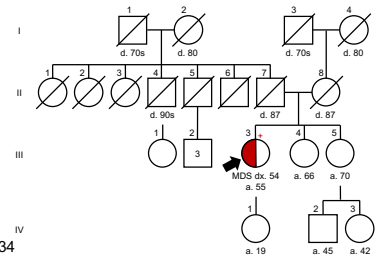 1 2 3 4
I
d. 70s d. 80 d. 70s d. 80
1 2 3 4 5 6 7 8
II
d. 90s d. 87 d. 87
1 2 3 + 4 5
III
3
MDS dx. 54 a. 66 a. 70
a. 55
1 2 3
IV
a. 19 a. 45 a. 42
34